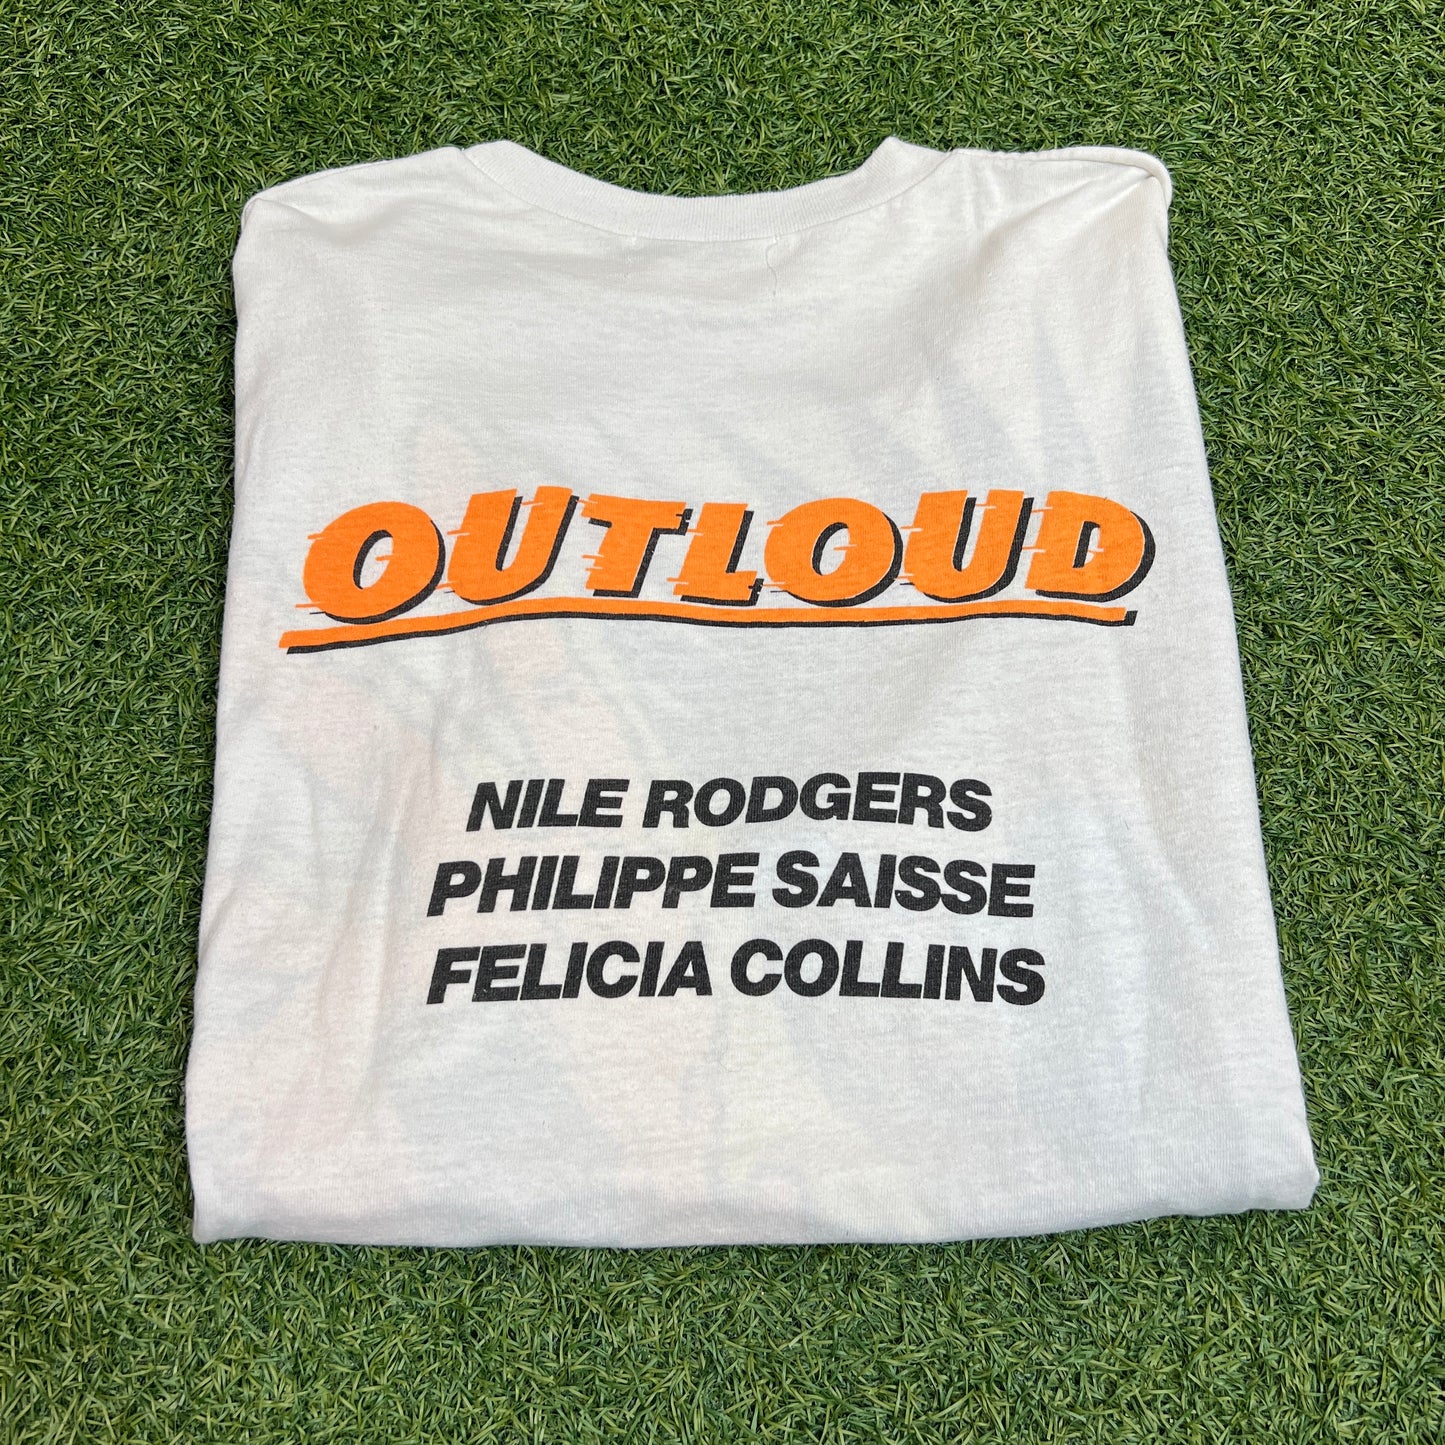 OUTLOUD
NILE RODGERS
PHILIPPE SAISSE
FELICIA COLLINS